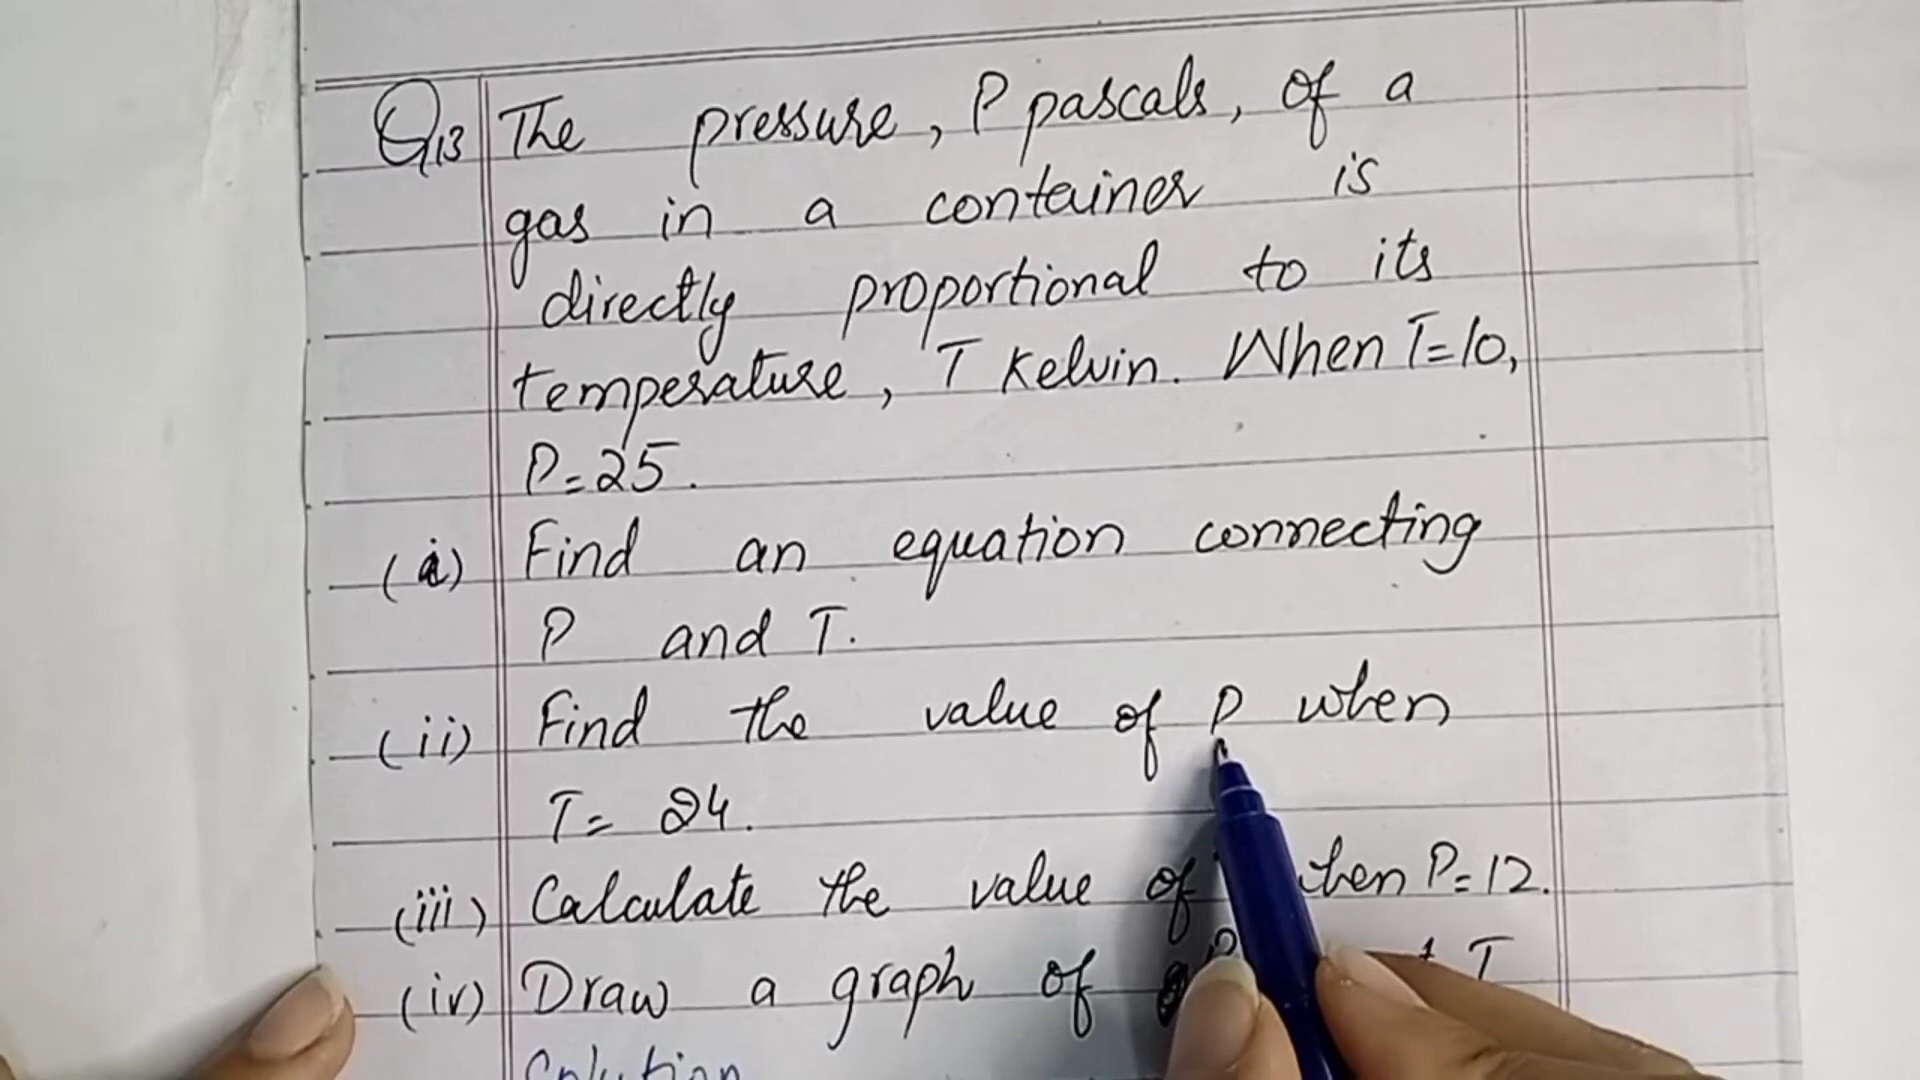 Q13 The pressure, P pascals, of a
gas in a container is
directly proportional to its
temperature, T Kelvin. When T=10,
P=25.
(i) Find an equation connecting
P and T.
(ii) Find the value of P when
T= 24.
(iii) Calculate the value of when P=12.
(iv) Draw a graph of P T
Solution